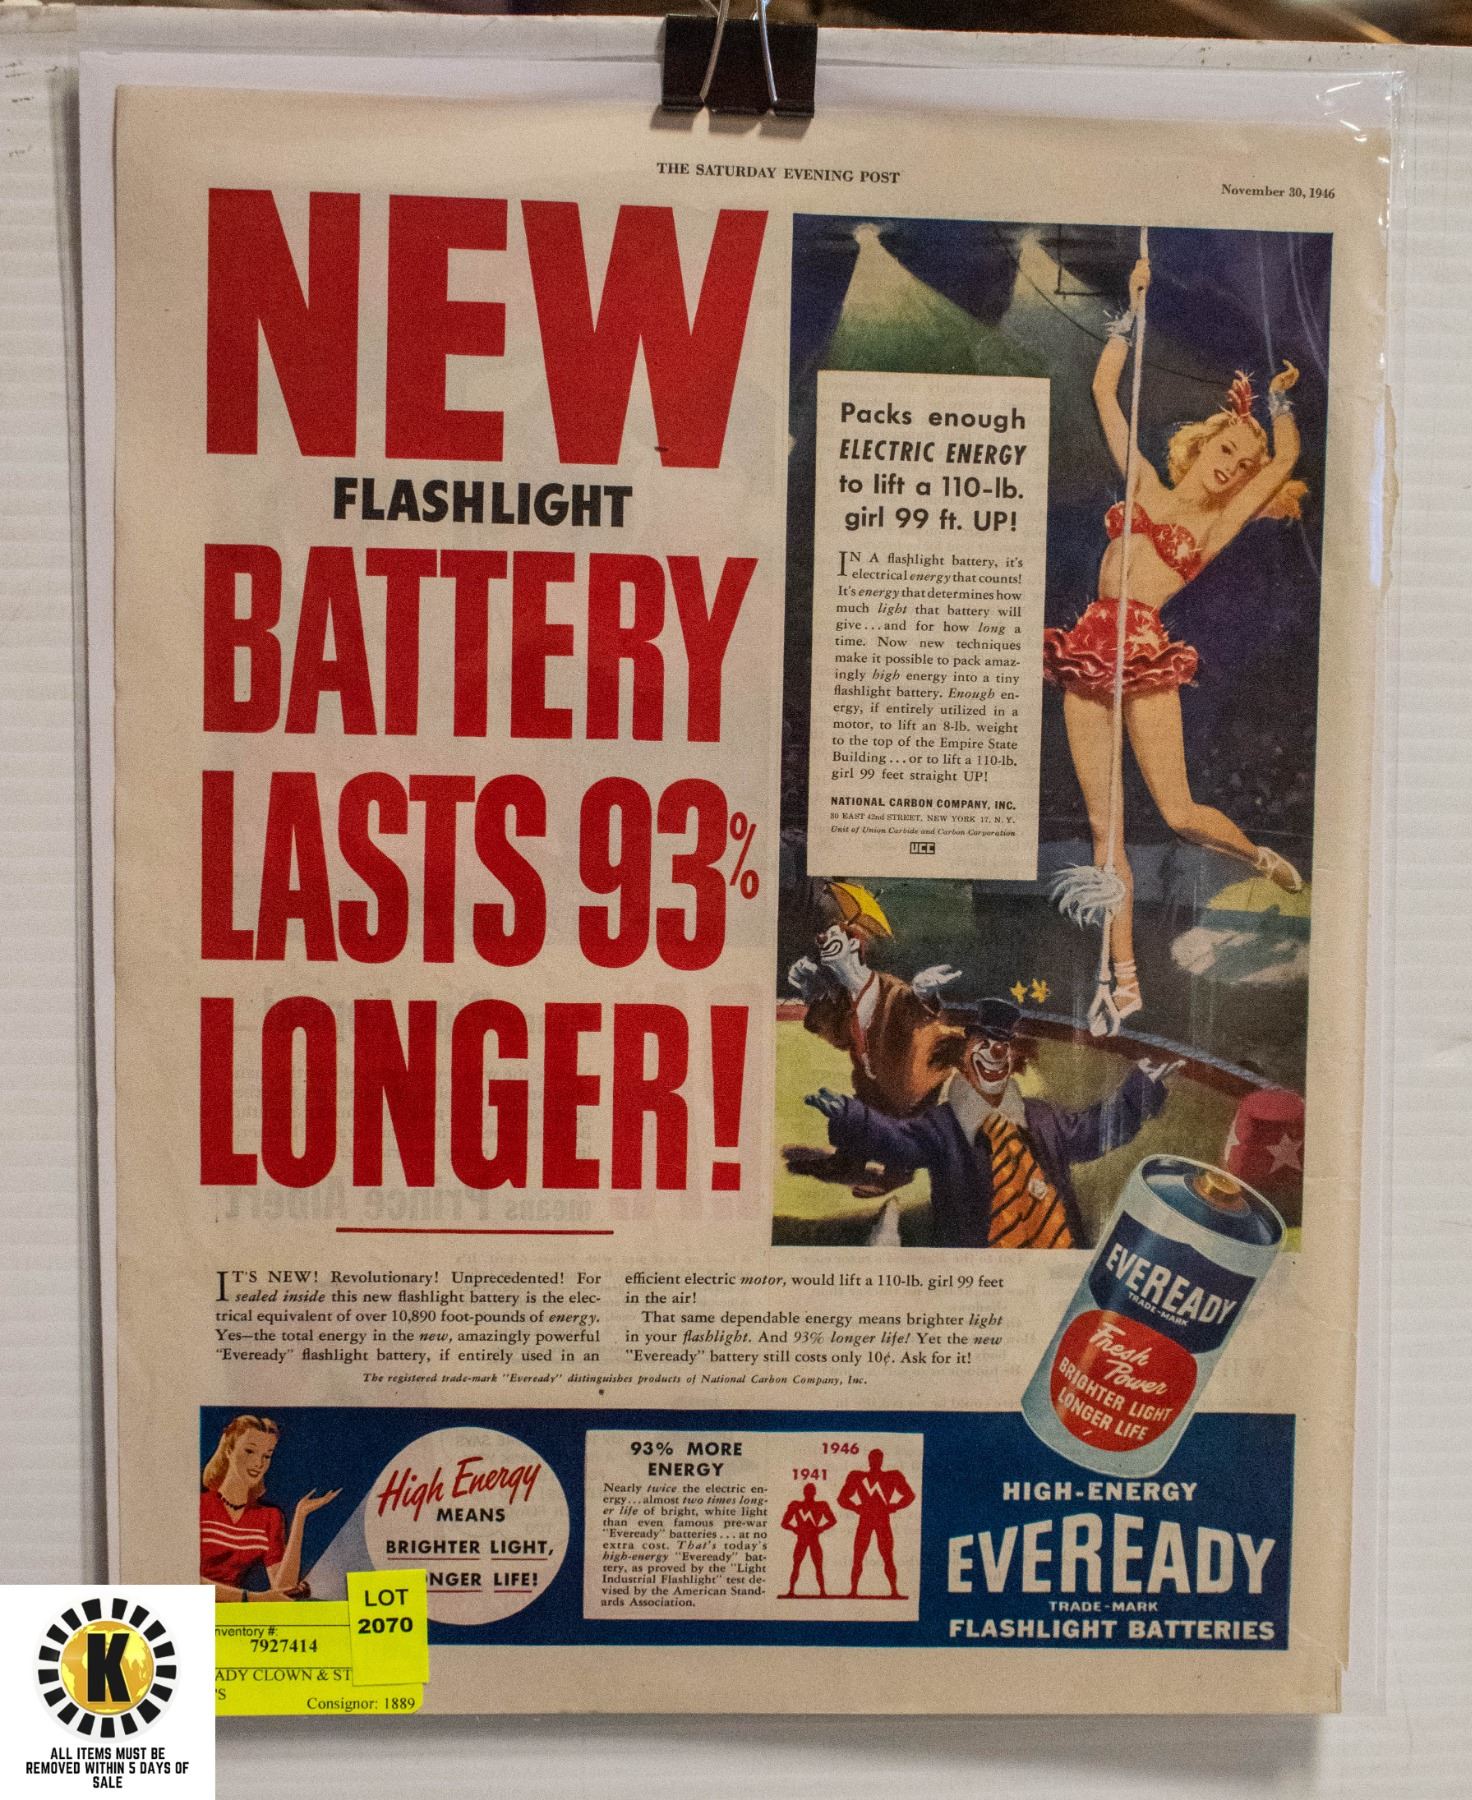 THE SATURDAY EVENING POST
November 30, 1946
NEW
FLASHLIGHT
BATTERY
LASTS 93%
LONGER!
Packs enough
ELECTRIC ENERGY
to lift a 110-lb.
girl 99 ft. UP!
IN A flashlight battery, it's
electrical energy that counts!
It's energy that determines how
much light that battery will
give...and for how long a
time. Now new techniques
make it possible to pack amaz-
ingly high energy into a tiny
flashlight battery. Enough en-
ergy, if entirely utilized in a
motor, to lift an 8-lb. weight
to the top of the Empire State
Building...or to lift a 110-lb.
girl 99 feet straight UP!
NATIONAL CARBON COMPANY, INC.
30 EAST 42nd STREET, NEW YORK 17, N. Y.
Unit of Union Carbide and Carbon Corporation
UCC
IT'S NEW! Revolutionary! Unprecedented! For
sealed inside this new flashlight battery is the elec-
trical equivalent of over 10,890 foot-pounds of energy.
Yes—the total energy in the new, amazingly powerful
"Eveready" flashlight battery, if entirely used in an
efficient electric motor, would lift a 110-lb. girl 99 feet
in the air!
That same dependable energy means brighter light
in your flashlight. And 93% longer life! Yet the new
"Eveready" battery still costs only 10¢. Ask for it!
The registered trade-mark "Eveready" distinguishes products of National Carbon Company, Inc.
EVEREADY
TRADE-MARK
Fresh
Power
BRIGHTER LIGHT
LONGER LIFE
High Energy
MEANS
BRIGHTER LIGHT,
NGER LIFE!
93% MORE
ENERGY
Nearly twice the electric en-
ergy...almost two times long-
er life of bright, white light
than even famous pre-war
"Eveready" batteries...at no
extra cost. That's today's
high-energy "Eveready" bat-
tery, as proved by the "Light
Industrial Flashlight" test de-
vised by the American Stand-
ards Association.
1941
1946
HIGH-ENERGY
EVEREADY
TRADE-MARK
FLASHLIGHT BATTERIES
LOT
2070
nventory #:
7927414
ADY CLOWN & ST
'S
Consignor: 1889
K
ALL ITEMS MUST BE
REMOVED WITHIN 5 DAYS OF
SALE